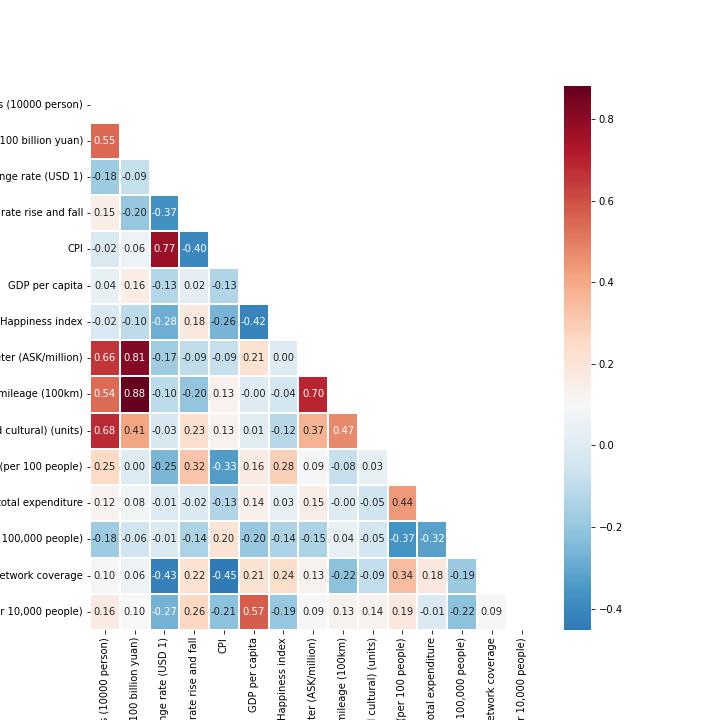 s (10000 person)
100 billion yuan) 0.55
nge rate (USD 1) -0.18 -0.09
rate rise and fall 0.15 -0.20 -0.37
CPI -0.02 0.06 0.77 -0.40
GDP per capita 0.04 0.16 -0.13 0.02 -0.13
Happiness index -0.02 -0.10 -0.28 0.18 -0.26 -0.42
ter (ASK/million) 0.66 0.81 -0.17 -0.09 -0.09 0.21 0.00
mileage (100km) 0.54 0.88 -0.10 -0.20 0.13 -0.00 -0.04 0.70
d cultural) (units) 0.68 0.41 -0.03 0.23 0.13 0.01 -0.12 0.37 0.47
(per 100 people) 0.25 0.00 -0.25 0.32 -0.33 0.16 0.28 0.09 -0.08 0.03
total expenditure 0.12 0.08 -0.01 -0.02 -0.13 0.14 0.03 0.15 -0.00 -0.05 0.44
100,000 people) -0.18 -0.06 -0.01 -0.14 0.20 -0.20 -0.14 -0.15 0.04 -0.05 -0.37 -0.32
etwork coverage 0.10 0.06 -0.43 0.22 -0.45 0.21 0.24 0.13 -0.22 -0.09 0.34 0.18 -0.19
r 10,000 people) 0.16 0.10 -0.27 0.26 -0.21 0.57 -0.19 0.09 0.13 0.14 0.19 -0.01 -0.22 0.09
s (10000 person)
100 billion yuan)
nge rate (USD 1)
rate rise and fall
CPI
GDP per capita
Happiness index
ter (ASK/million)
mileage (100km)
l cultural) (units)
(per 100 people)
otal expenditure
100,000 people)
etwork coverage
r 10,000 people)
0.8
0.6
0.4
0.2
0.0
-0.2
-0.4